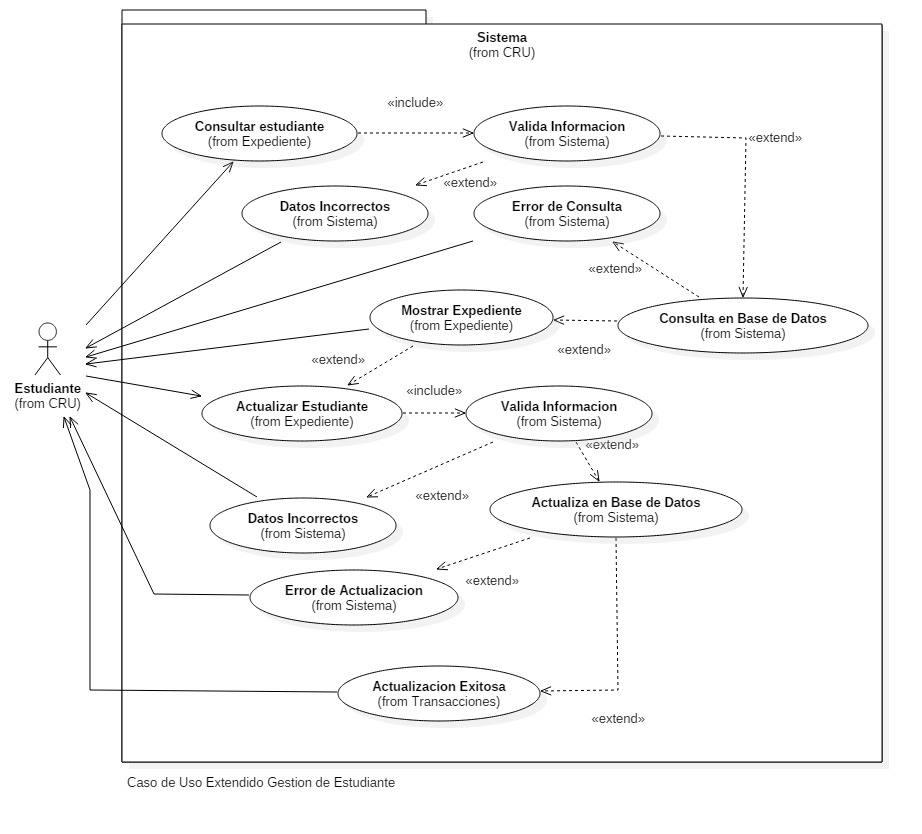 Sistema
(from CRU)
«include»
Consultar estudiante
(from Expediente)
Valida Informacion
(from Sistema)
«extend»
«extend»
Datos Incorrectos
(from Sistema)
Error de Consulta
(from Sistema)
«extend»
Mostrar Expediente
(from Expediente)
Consulta en Base de Datos
(from Sistema)
«extend»
«extend»
Estudiante
(from CRU)
«include»
Actualizar Estudiante
(from Expediente)
Valida Informacion
(from Sistema)
«extend»
«extend»
Actualiza en Base de Datos
(from Sistema)
Datos Incorrectos
(from Sistema)
«extend»
Error de Actualizacion
(from Sistema)
Actualizacion Exitosa
(from Transacciones)
«extend»
Caso de Uso Extendido Gestion de Estudiante